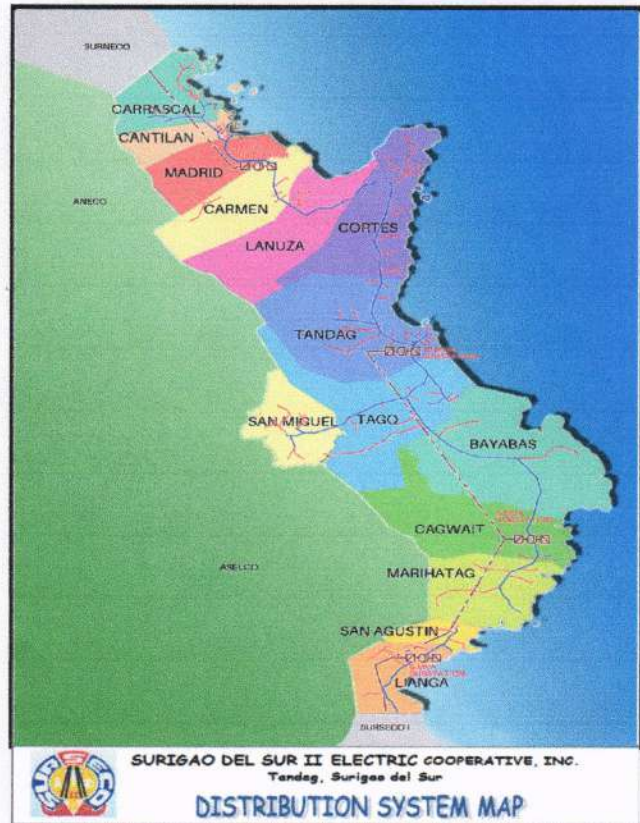 SURNECO
CARRASCAL
CANTILAN
MADRID
ANECO
CARMEN
CORTES
LANUZA
TANDAG
SAN MIGUEL
TAGO
BAYABAS
CAGWAIT
ASELCO
MARIHATAG
SAN AGUSTIN
LIANGA
SURSECO I
SURSECO
SURIGAO DEL SUR II ELECTRIC COOPERATIVE, INC.
Tandag, Surigao del Sur
DISTRIBUTION SYSTEM MAP